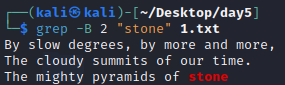 ┌──(kali㉿kali)-[~/Desktop/day5]
└─$ grep -B 2 "stone" 1.txt
By slow degrees, by more and more,
The cloudy summits of our time.
The mighty pyramids of stone